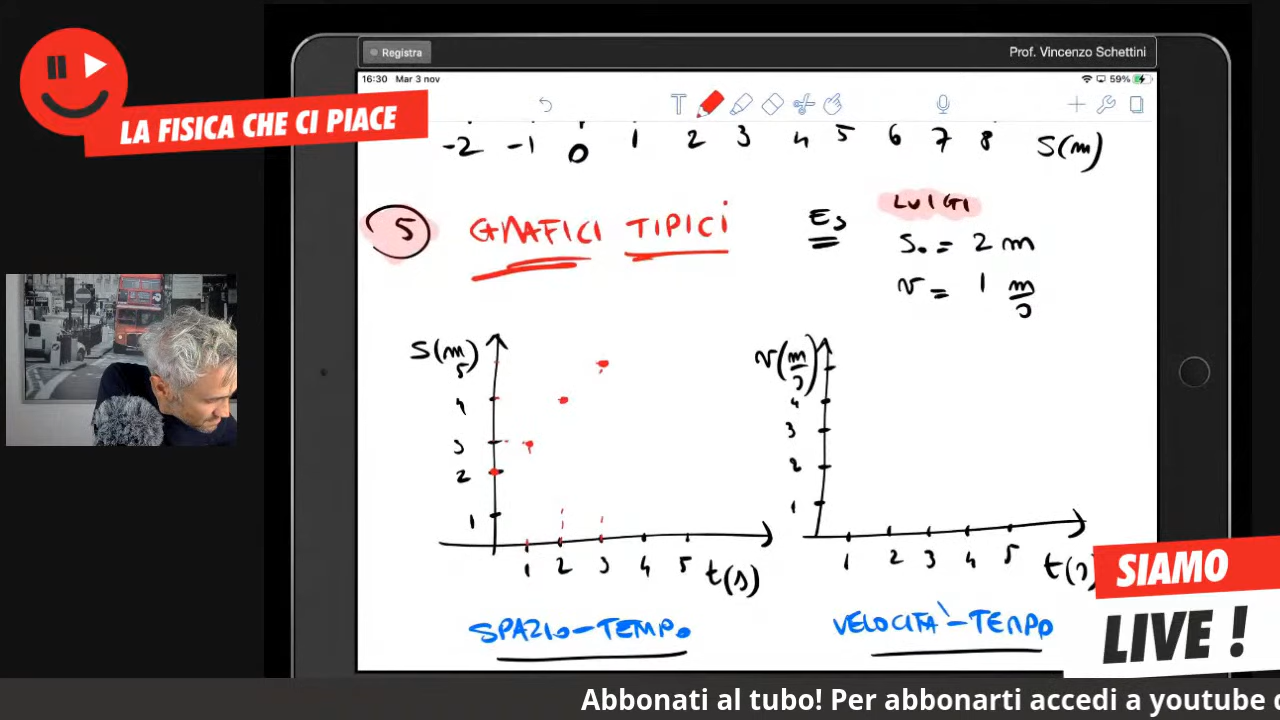 Registra
Prof. Vincenzo Schettini
16:30 Mar 3 nov
59%
LA FISICA CHE CI PIACE
T
-2 -1 0 1 2 3 4 5 6 7 8 S(m)
5 GRAFICI TIPICI
Es
LUIGI
S₀ = 2 m
v = 1 m/s
S(m)
5
4
3
2
1
1 2 3 4 5 t(s)
SPAZIO-TEMPO
v(m/s)
4
3
2
1
1 2 3 4 5 t(s)
VELOCITÀ-TEMPO
SIAMO
LIVE !
Abbonati al tubo! Per abbonarti accedi a youtube